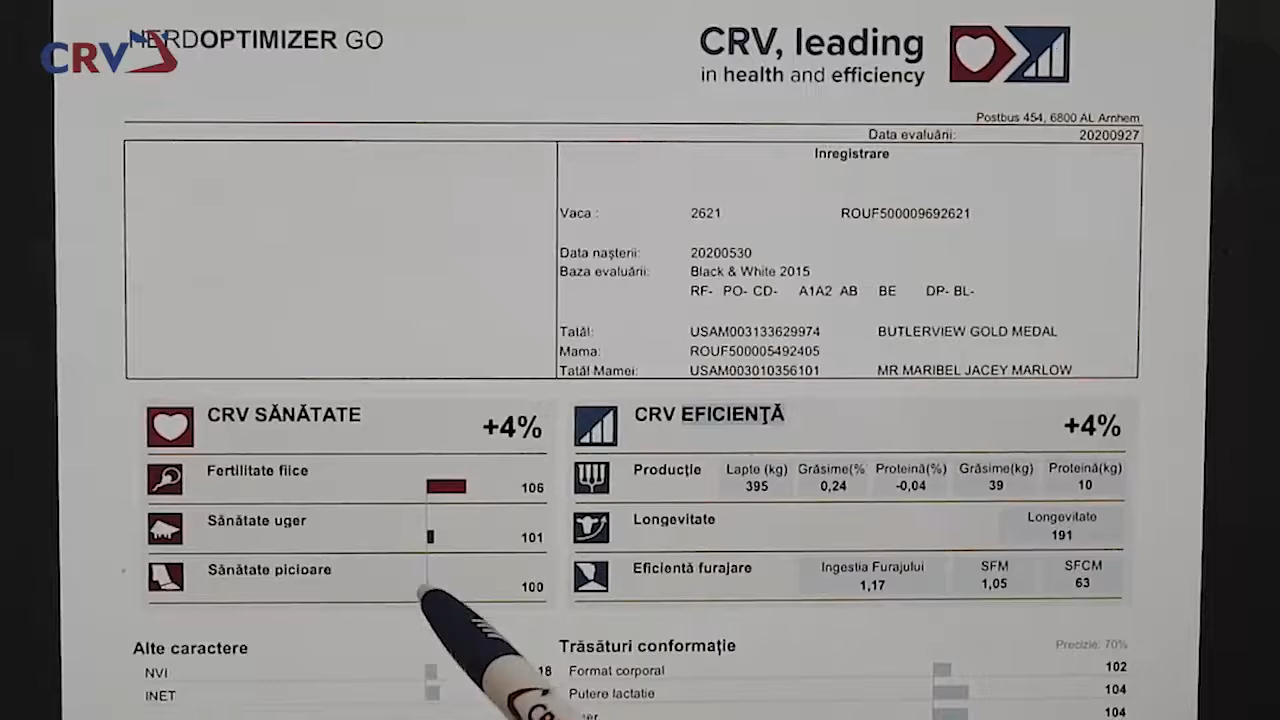 CRV
HERDOPTIMIZER GO
CRV, leading
in health and efficiency
Postbus 454, 6800 AL Arnhem
Data evaluării: 20200927
Inregistrare
Vaca : 2621 ROUF500009692621
Data nașterii: 20200530
Baza evaluării: Black & White 2015
RF- PO- CD- A1A2 AB BE DP- BL-
Tatăl: USAM003133629974 BUTLERVIEW GOLD MEDAL
Mama: ROUF500005492405
Tatăl Mamei: USAM003010356101 MR MARIBEL JACEY MARLOW
CRV SĂNĂTATE +4%
Fertilitate fiice 106
Sănătate uger 101
Sănătate picioare 100
CRV EFICIENŢĂ +4%
Producţie Lapte (kg) Grăsime(% Proteină(%) Grăsime(kg) Proteină(kg)
395 0,24 -0,04 39 10
Longevitate Longevitate
191
Eficientă furajare Ingestia Furajului SFM SFCM
1,17 1,05 63
Alte caractere
NVI 18
INET
Trăsături conformație Precizie: 70%
Format corporal 102
Putere lactatie 104
104